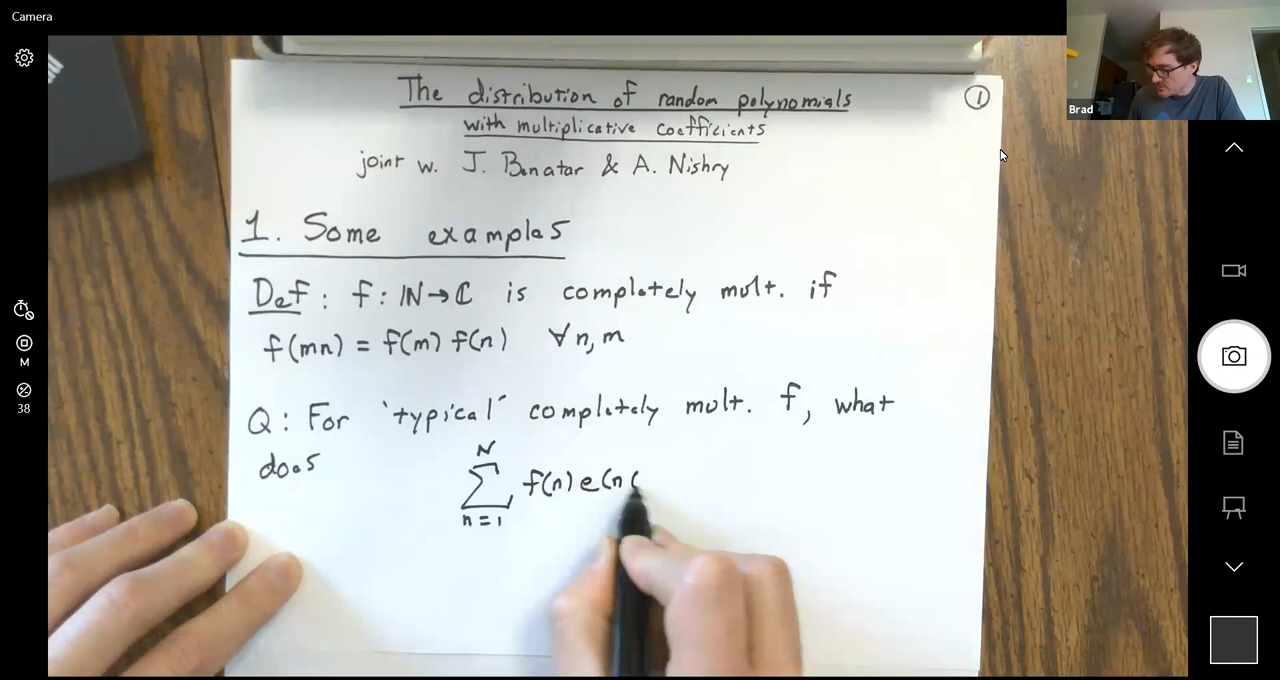 Camera
Brad
M
38
The distribution of random polynomials
with multiplicative coefficients
①
joint w. J. Benatar & A. Nishry
1. Some examples
Def: f: ℕ→ℂ is completely mult. if
f(mn) = f(m) f(n) ∀ n, m
Q: For 'typical' completely mult. f, what
does
N
∑ f(n) e(n
n=1